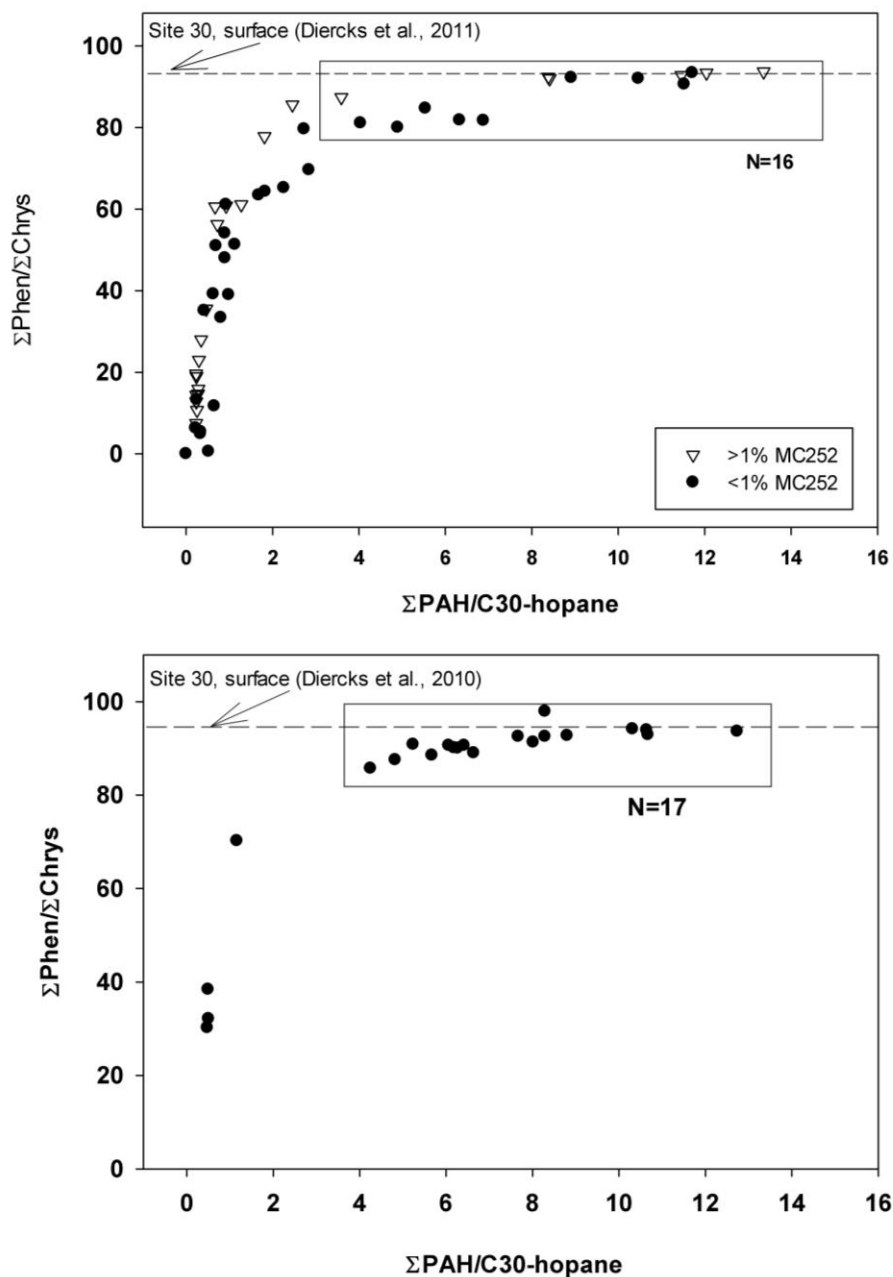 Site 30, surface (Diercks et al., 2011)
100
80
60
40
20
0
ΣPhen/ΣChrys
N=16
>1% MC252
<1% MC252
0 2 4 6 8 10 12 14 16
ΣPAH/C30-hopane
Site 30, surface (Diercks et al., 2010)
100
80
60
40
20
0
ΣPhen/ΣChrys
N=17
0 2 4 6 8 10 12 14 16
ΣPAH/C30-hopane